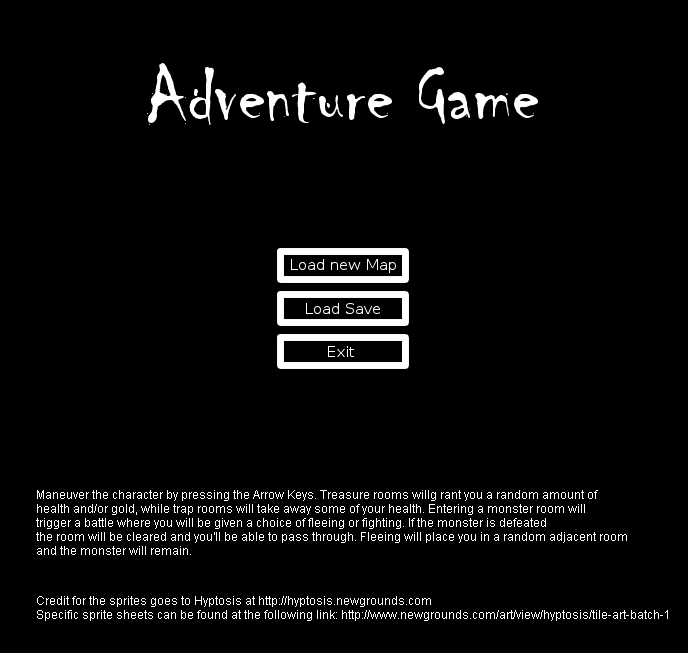 Adventure Game
Load new Map
Load Save
Exit
Maneuver the character by pressing the Arrow Keys. Treasure rooms willg rant you a random amount of
health and/or gold, while trap rooms will take away some of your health. Entering a monster room will
trigger a battle where you will be given a choice of fleeing or fighting. If the monster is defeated
the room will be cleared and you'll be able to pass through. Fleeing will place you in a random adjacent room
and the monster will remain.
Credit for the sprites goes to Hyptosis at http://hyptosis.newgrounds.com
Specific sprite sheets can be found at the following link: http://www.newgrounds.com/art/view/hyptosis/tile-art-batch-1